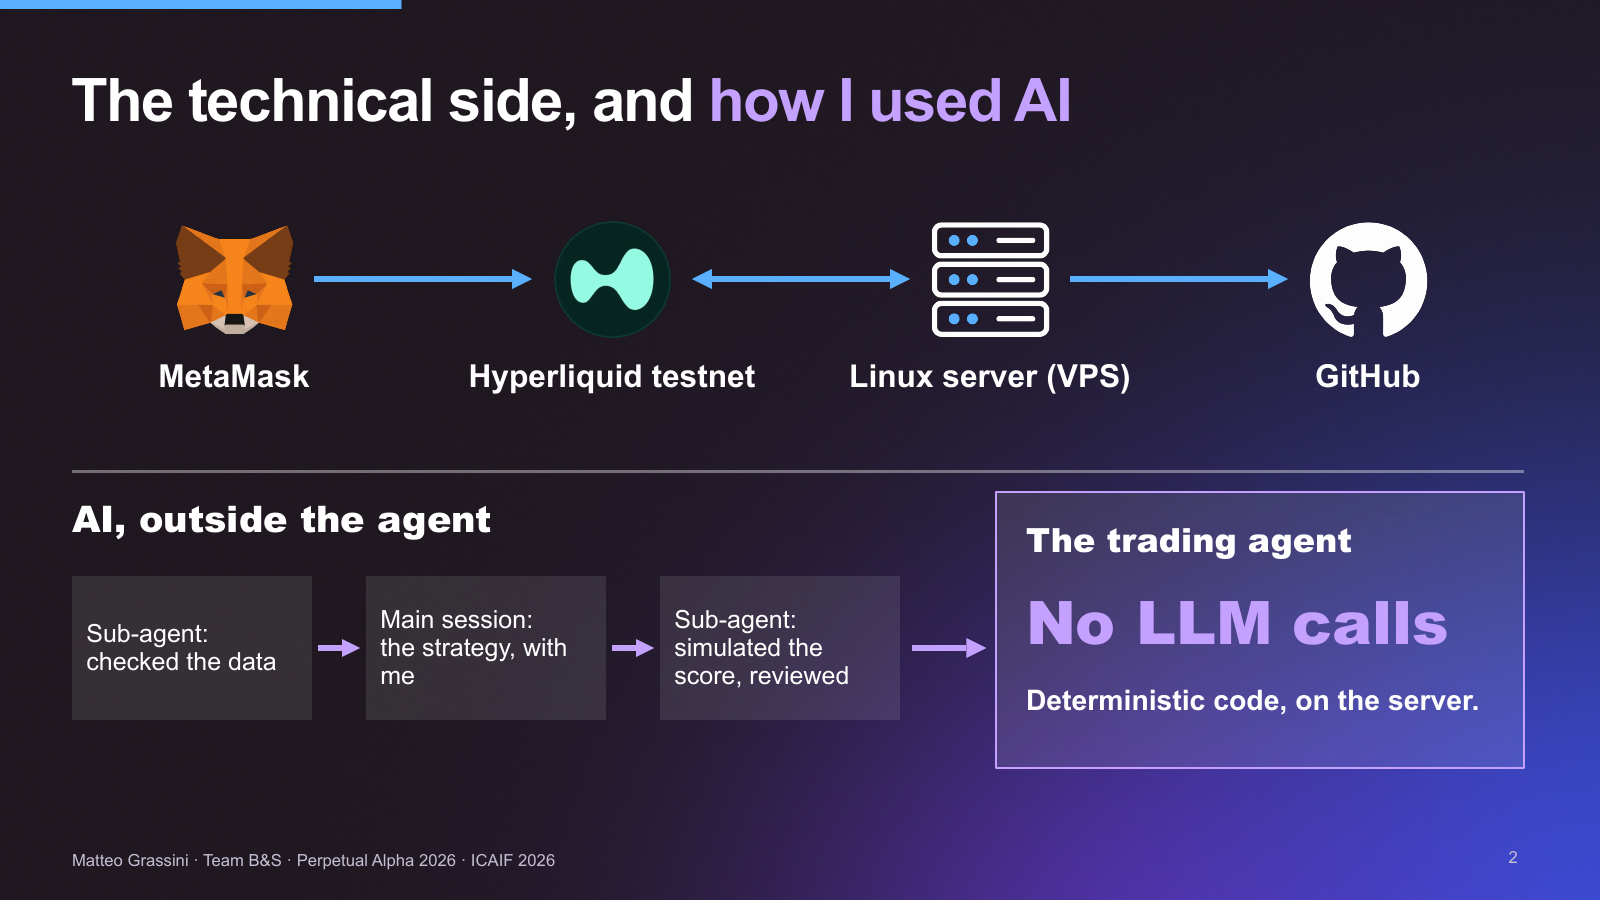 The technical side, and how I used AI
MetaMask
Hyperliquid testnet
Linux server (VPS)
GitHub
AI, outside the agent
Sub-agent:
checked the data
Main session:
the strategy, with
me
Sub-agent:
simulated the
score, reviewed
The trading agent
No LLM calls
Deterministic code, on the server.
Matteo Grassini · Team B&S · Perpetual Alpha 2026 · ICAIF 2026
2